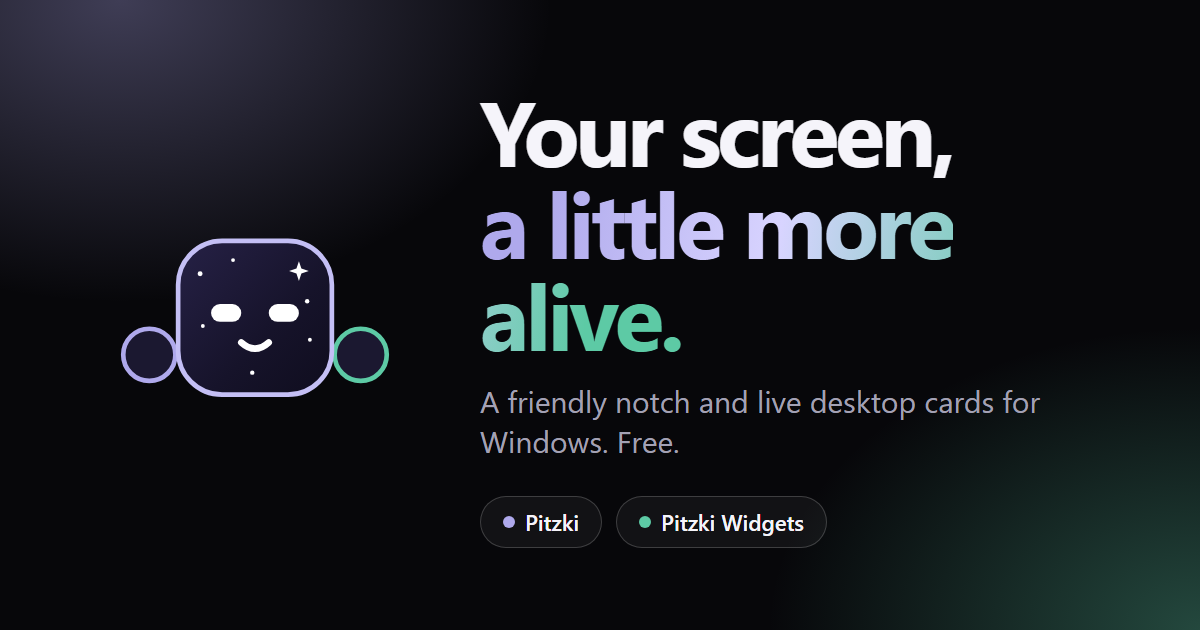 Your screen,
a little more
alive.
A friendly notch and live desktop cards for
Windows. Free.
Pitzki
Pitzki Widgets